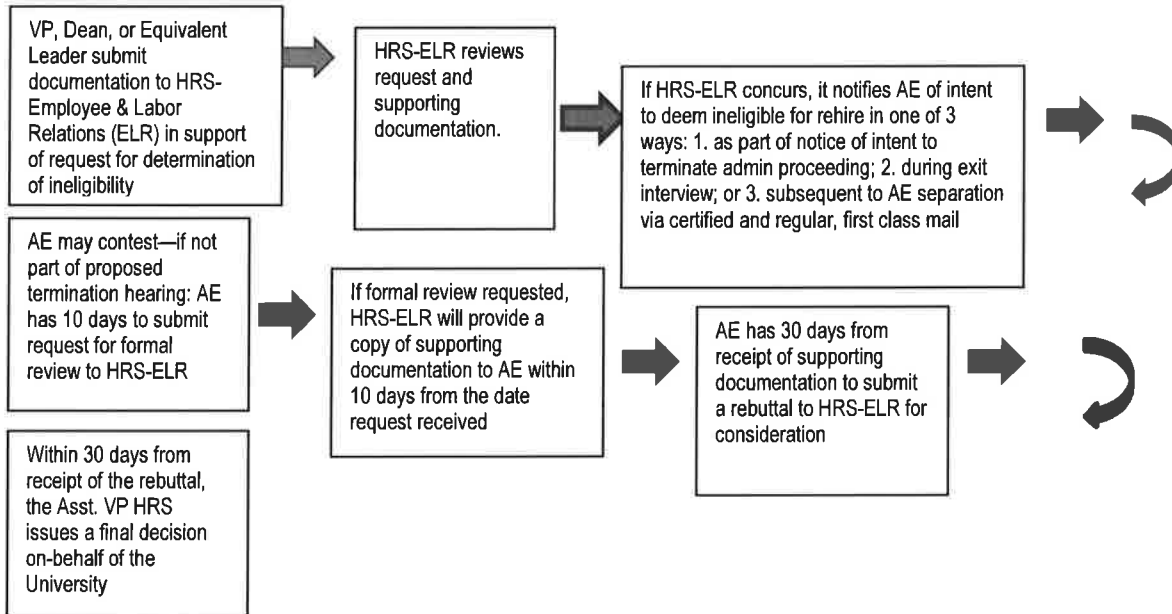 VP, Dean, or Equivalent
Leader submit
documentation to HRS-
Employee & Labor
Relations (ELR) in support
of request for determination
of ineligibility
HRS-ELR reviews
request and
supporting
documentation.
If HRS-ELR concurs, it notifies AE of intent
to deem ineligible for rehire in one of 3
ways: 1. as part of notice of intent to
terminate admin proceeding; 2. during exit
interview; or 3. subsequent to AE separation
via certified and regular, first class mail
AE may contest—if not
part of proposed
termination hearing: AE
has 10 days to submit
request for formal
review to HRS-ELR
If formal review requested,
HRS-ELR will provide a
copy of supporting
documentation to AE within
10 days from the date
request received
AE has 30 days from
receipt of supporting
documentation to submit
a rebuttal to HRS-ELR for
consideration
Within 30 days from
receipt of the rebuttal,
the Asst. VP HRS
issues a final decision
on-behalf of the
University